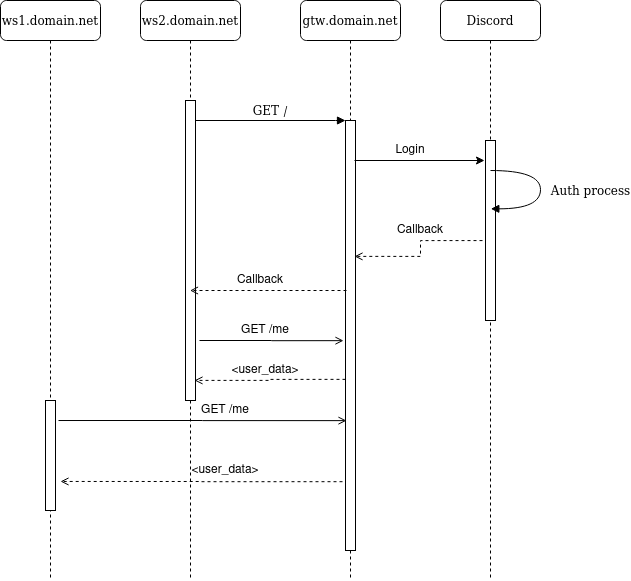 ws1.domain.net
ws2.domain.net
gtw.domain.net
Discord
GET /
Login
Auth process
Callback
Callback
GET /me
<user_data>
GET /me
<user_data>